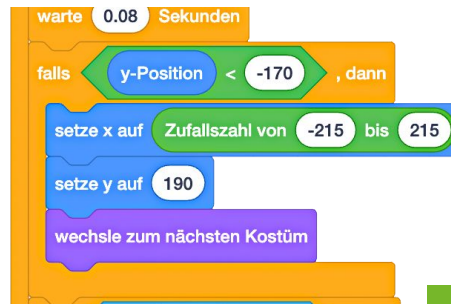 warte 0.08 Sekunden
falls y-Position < -170 , dann
setze x auf Zufallszahl von -215 bis 215
setze y auf 190
wechsle zum nächsten Kostüm